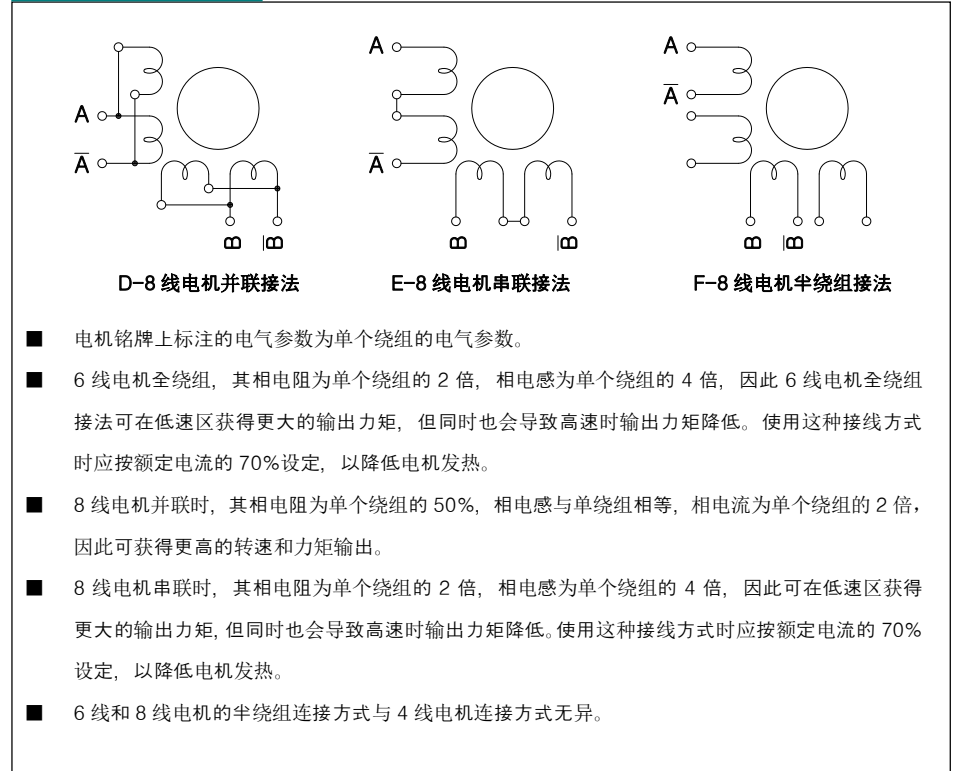 A
A̅
B
B̅
D-8 线电机并联接法
A
A̅
B
B̅
E-8 线电机串联接法
A
A̅
B
B̅
F-8 线电机半绕组接法
■ 电机铭牌上标注的电气参数为单个绕组的电气参数。
■ 6 线电机全绕组，其相电阻为单个绕组的 2 倍，相电感为单个绕组的 4 倍，因此 6 线电机全绕组
接法可在低速区获得更大的输出力矩，但同时也会导致高速时输出力矩降低。使用这种接线方式
时应按额定电流的 70%设定，以降低电机发热。
■ 8 线电机并联时，其相电阻为单个绕组的 50%，相电感与单绕组相等，相电流为单个绕组的 2 倍，
因此可获得更高的转速和力矩输出。
■ 8 线电机串联时，其相电阻为单个绕组的 2 倍，相电感为单个绕组的 4 倍，因此可在低速区获得
更大的输出力矩，但同时也会导致高速时输出力矩降低。使用这种接线方式时应按额定电流的 70%
设定，以降低电机发热。
■ 6 线和 8 线电机的半绕组连接方式与 4 线电机连接方式无异。